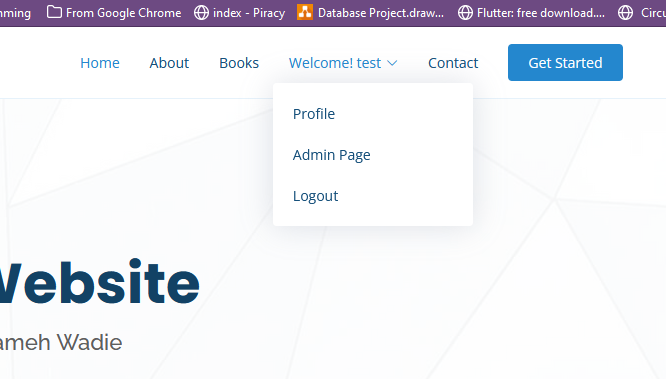 From Google Chrome index - Piracy Database Project.draw... Flutter: free download....
Home About Books Welcome! test Contact Get Started
Profile
Admin Page
Logout
Website
Wadie